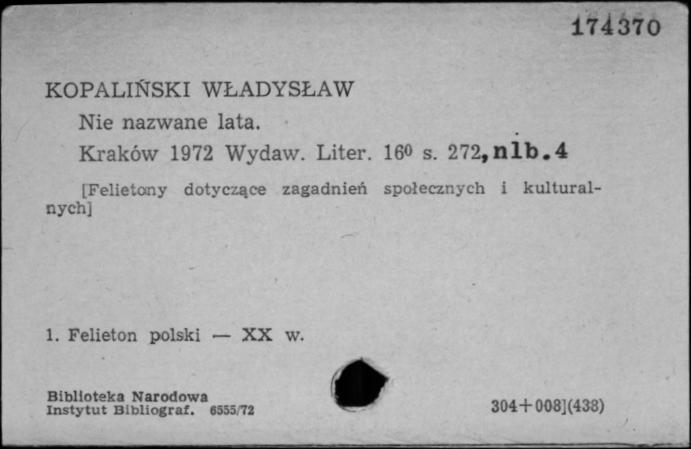 174370
KOPALIŃSKI WŁADYSŁAW
Nie nazwane lata.
Kraków 1972 Wydaw. Liter. 16⁰ s. 272, nlb. 4
[Felietony dotyczące zagadnień społecznych i kultural-
nych]
1. Felieton polski — XX w.
Biblioteka Narodowa
Instytut Bibliograf. 6555/72
304+008](438)